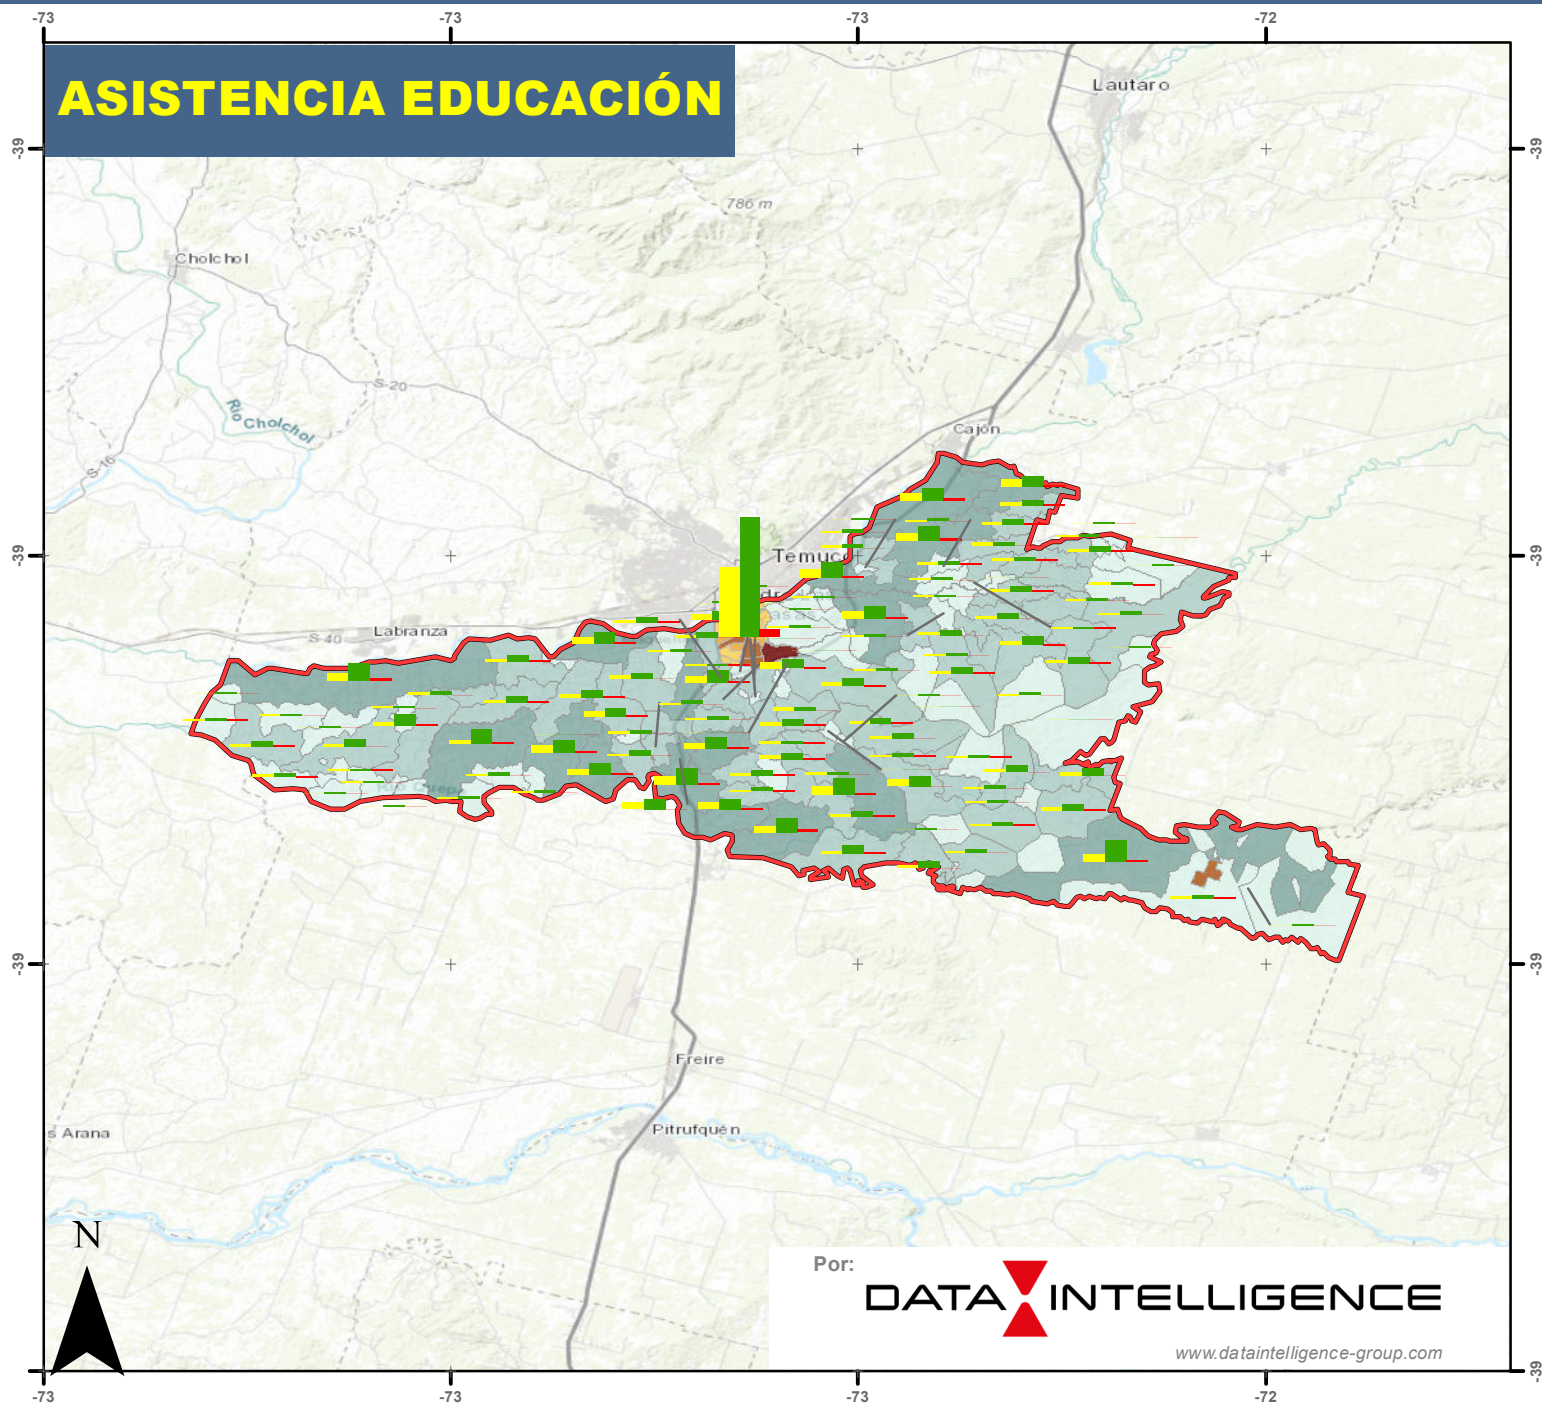 -73
-73
-73
-72
ASISTENCIA EDUCACIÓN
Lautaro
-39
-39
786 m
Cholchol
S-20
Río Cholchol
Cajón
S-16
-39
Temuco
-39
Labranza
S-40
-39
-39
Freire
s Arana
Pitrufquén
N
Por:
DATA INTELLIGENCE
www.dataintelligence-group.com
-39
-73
-73
-73
-72